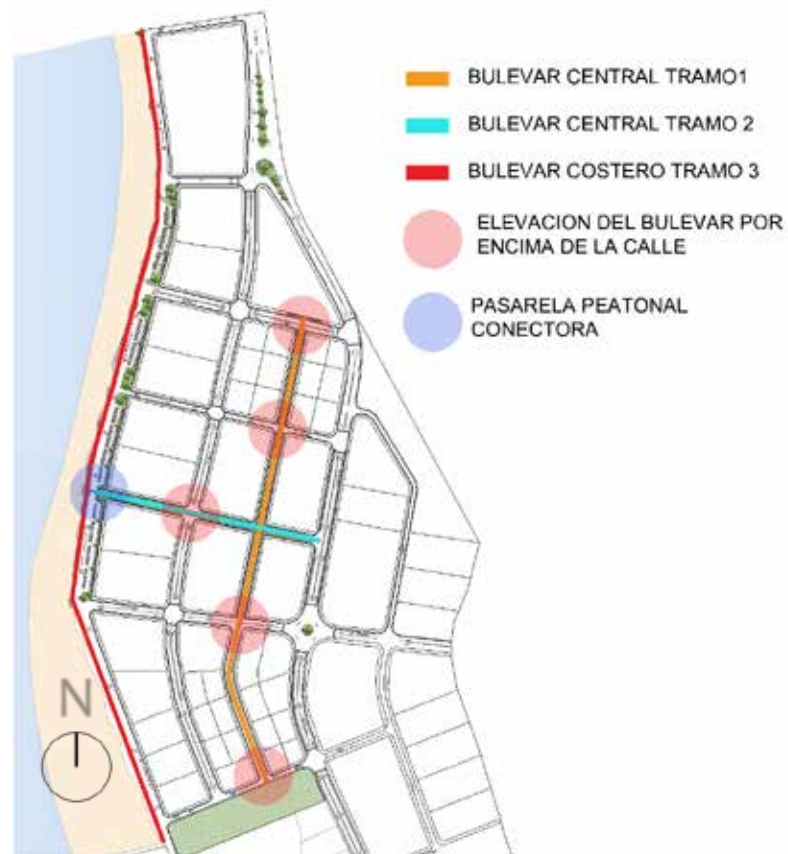 BULEVAR CENTRAL TRAMO1
BULEVAR CENTRAL TRAMO 2
BULEVAR COSTERO TRAMO 3
ELEVACION DEL BULEVAR POR
ENCIMA DE LA CALLE
PASARELA PEATONAL
CONECTORA
N